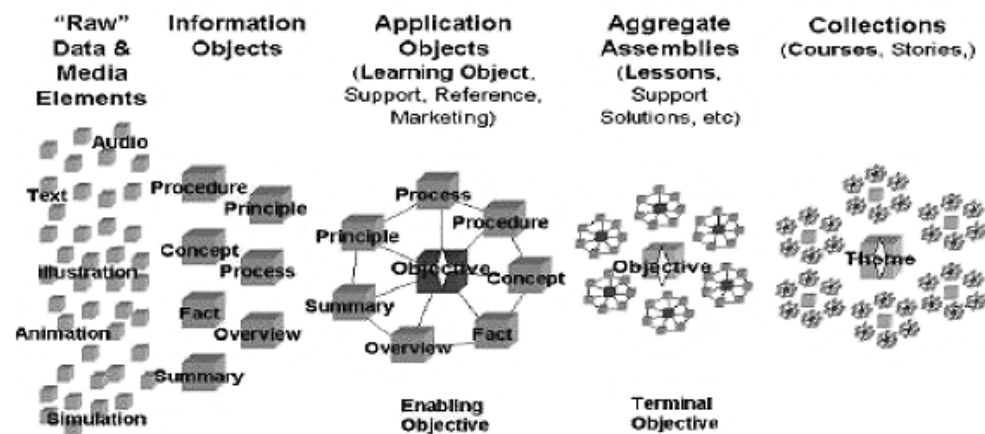 “Raw”
Data &
Media
Elements
Audio
Text
Illustration
Animation
Simulation
Information
Objects
Procedure
Principle
Concept
Process
Fact
Overview
Summary
Application
Objects
(Learning Object,
Support, Reference,
Marketing)
Process
Procedure
Principle
Objective
Concept
Summary
Fact
Overview
Enabling
Objective
Aggregate
Assemblies
(Lessons,
Support
Solutions, etc)
Objective
Terminal
Objective
Collections
(Courses, Stories,)
Theme